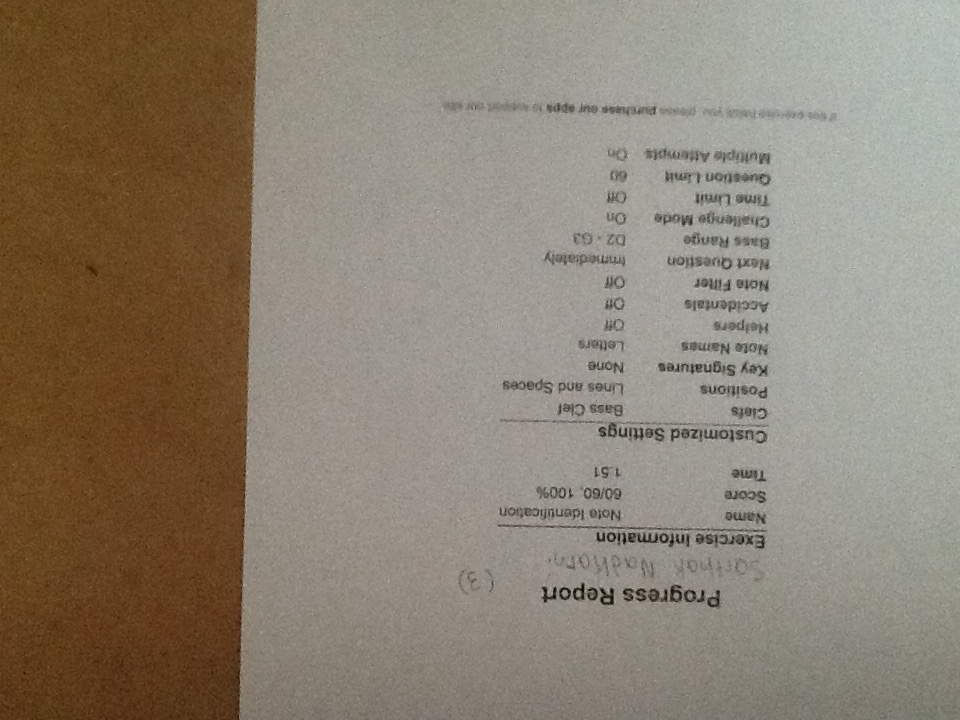 Progress Report
(3)
Sarthak Nadkarni
Exercise Information
Name Note Identification
Score 60/60, 100%
Time 1:51
Customized Settings
Clefs Bass Clef
Positions Lines and Spaces
Key Signatures None
Note Names Letters
Helpers Off
Accidentals Off
Note Filter Off
Next Question Immediately
Bass Range D2 - G3
Challenge Mode On
Time Limit Off
Question Limit 60
Multiple Attempts On
If this exercise helps you, please purchase our apps to support our site.